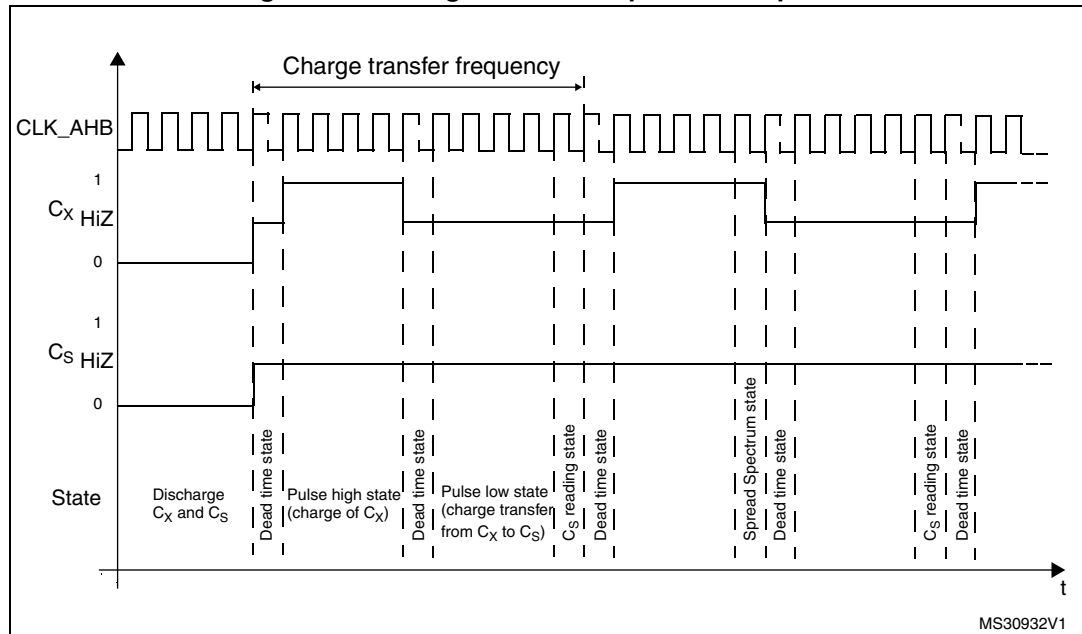 Charge transfer frequency
CLK_AHB
1
CX HiZ
0
1
CS HiZ
0
State
Discharge
CX and CS
Dead time state
Pulse high state
(charge of CX)
Dead time state
Pulse low state
(charge transfer
from CX to CS)
CS reading state
Dead time state
Spread Spectrum state
Dead time state
CS reading state
Dead time state
t
MS30932V1